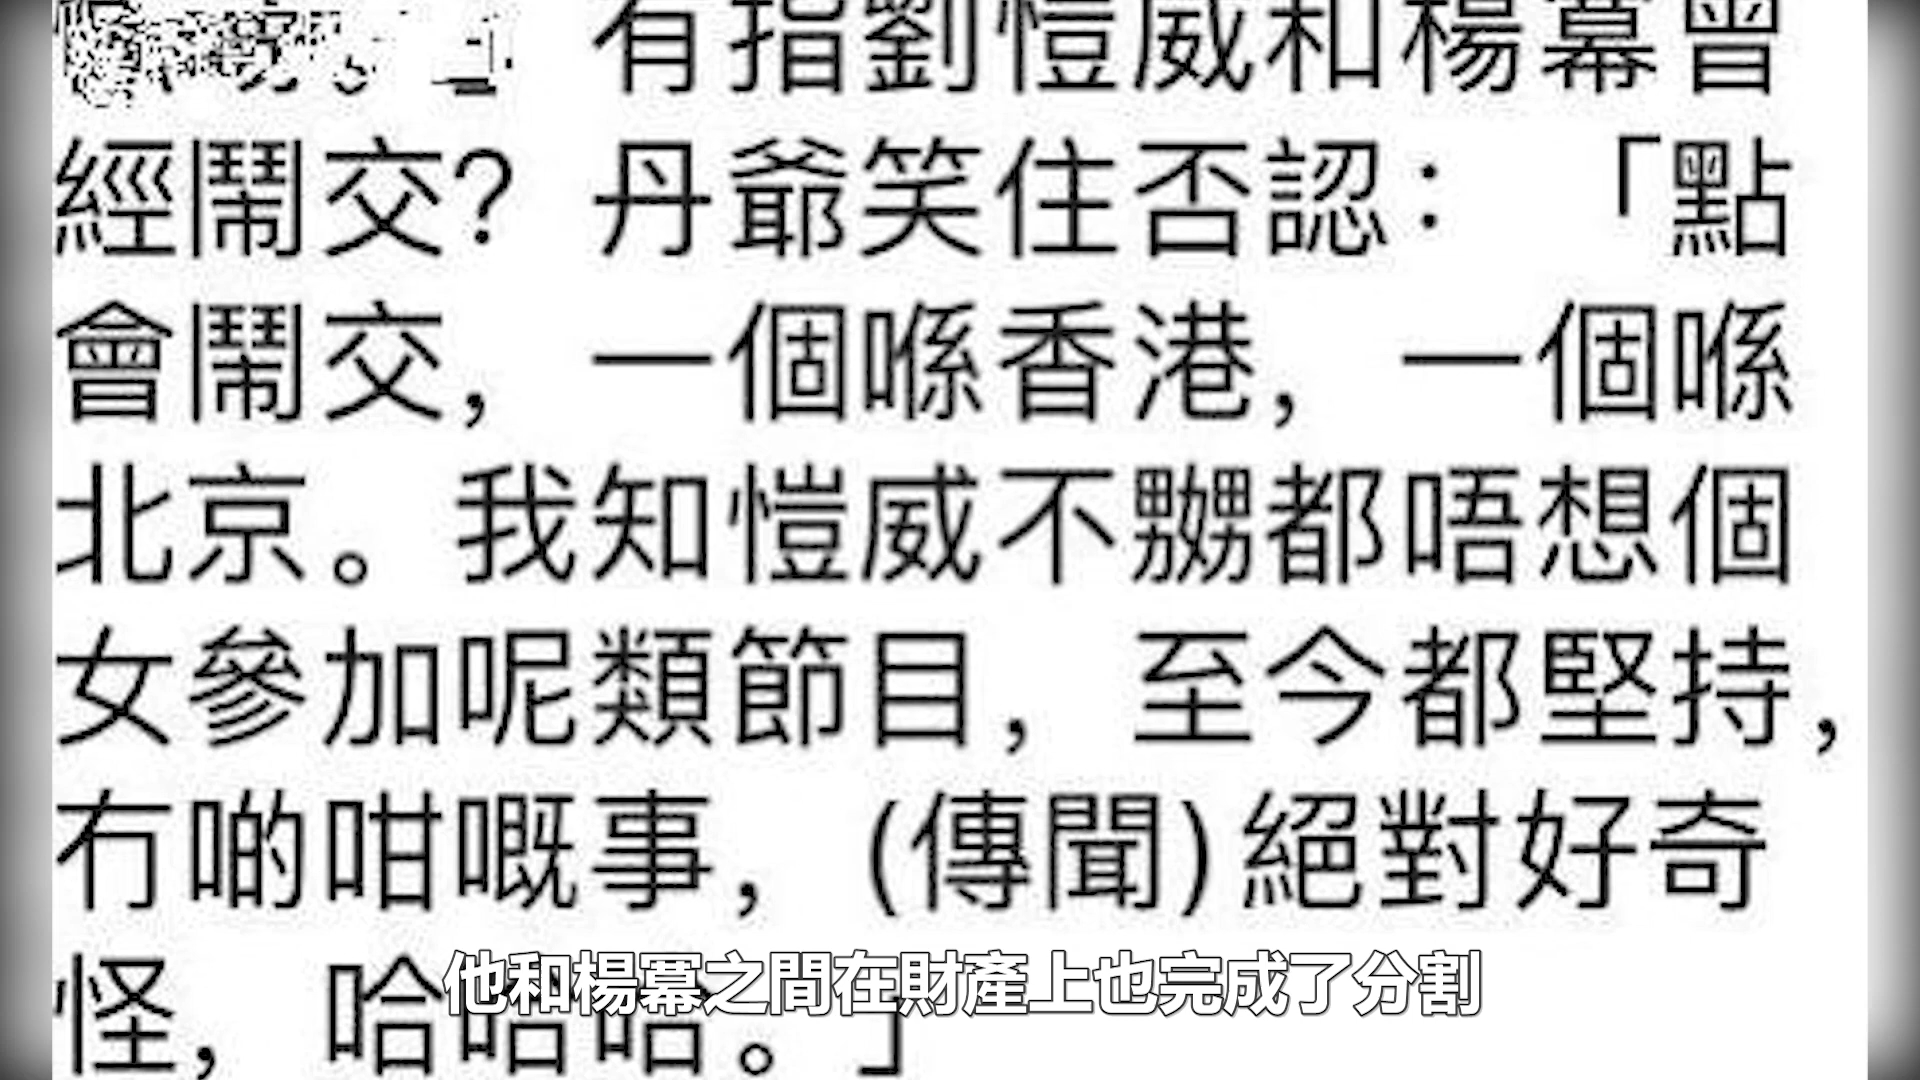 有指劉愷威和楊冪曾
經鬧交？丹爺笑住否認：「點
會鬧交，一個喺香港，一個喺
北京。我知愷威不嬲都唔想個
女參加呢類節目，至今都堅持，
冇啲咁嘅事，(傳聞)絕對好奇
怪，哈哈哈。」
他和楊冪之間在財產上也完成了分割